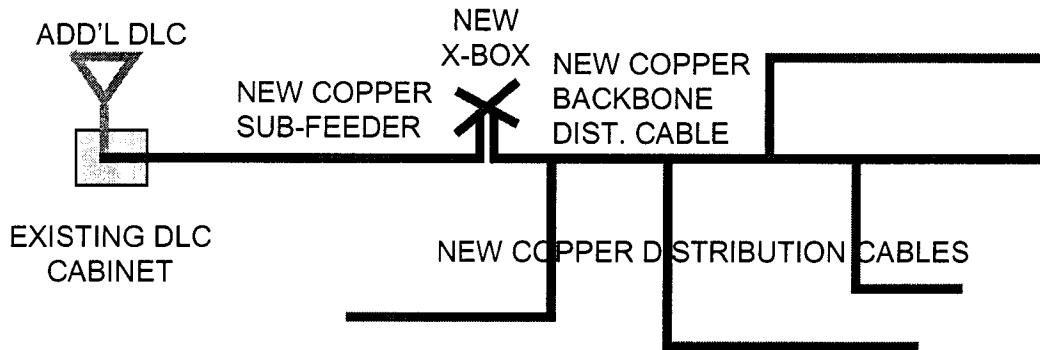 ADD'L DLC
NEW
X-BOX
NEW COPPER
SUB-FEEDER
NEW COPPER
BACKBONE
DIST. CABLE
EXISTING DLC
CABINET
NEW COPPER DISTRIBUTION CABLES